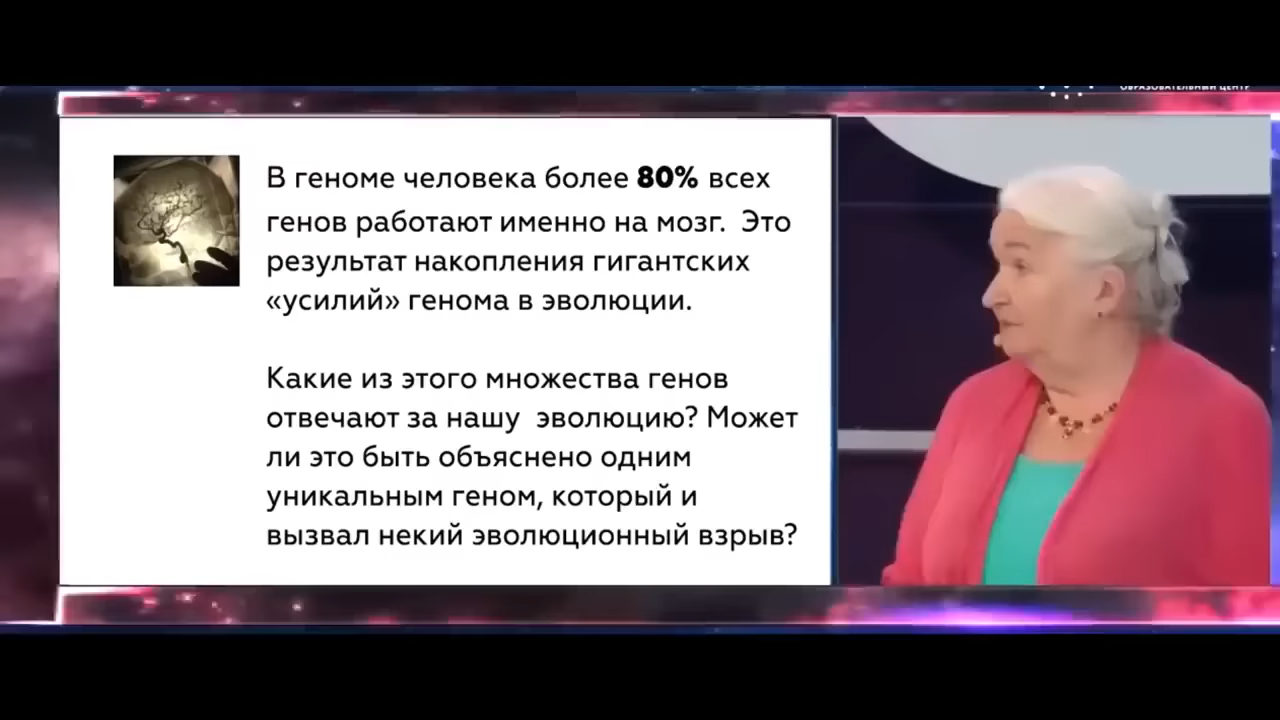 ОБРАЗОВАТЕЛЬНЫЙ ЦЕНТР
В геноме человека более 80% всех
генов работают именно на мозг. Это
результат накопления гигантских
«усилий» генома в эволюции.
Какие из этого множества генов
отвечают за нашу эволюцию? Может
ли это быть объяснено одним
уникальным геном, который и
вызвал некий эволюционный взрыв?